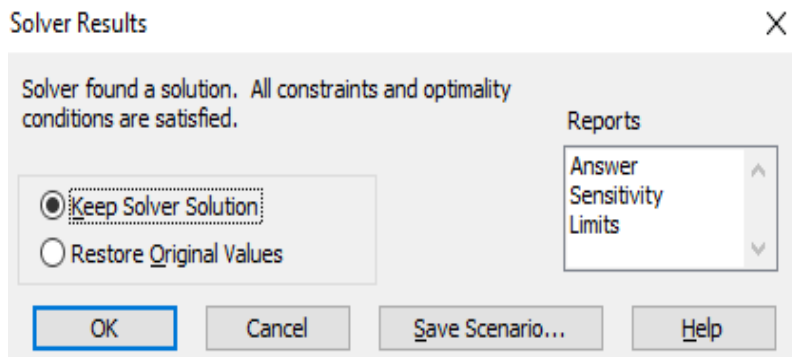 Solver Results
Solver found a solution.  All constraints and optimality
conditions are satisfied.
Reports
Answer
Sensitivity
Limits
Keep Solver Solution
Restore Original Values
OK
Cancel
Save Scenario...
Help